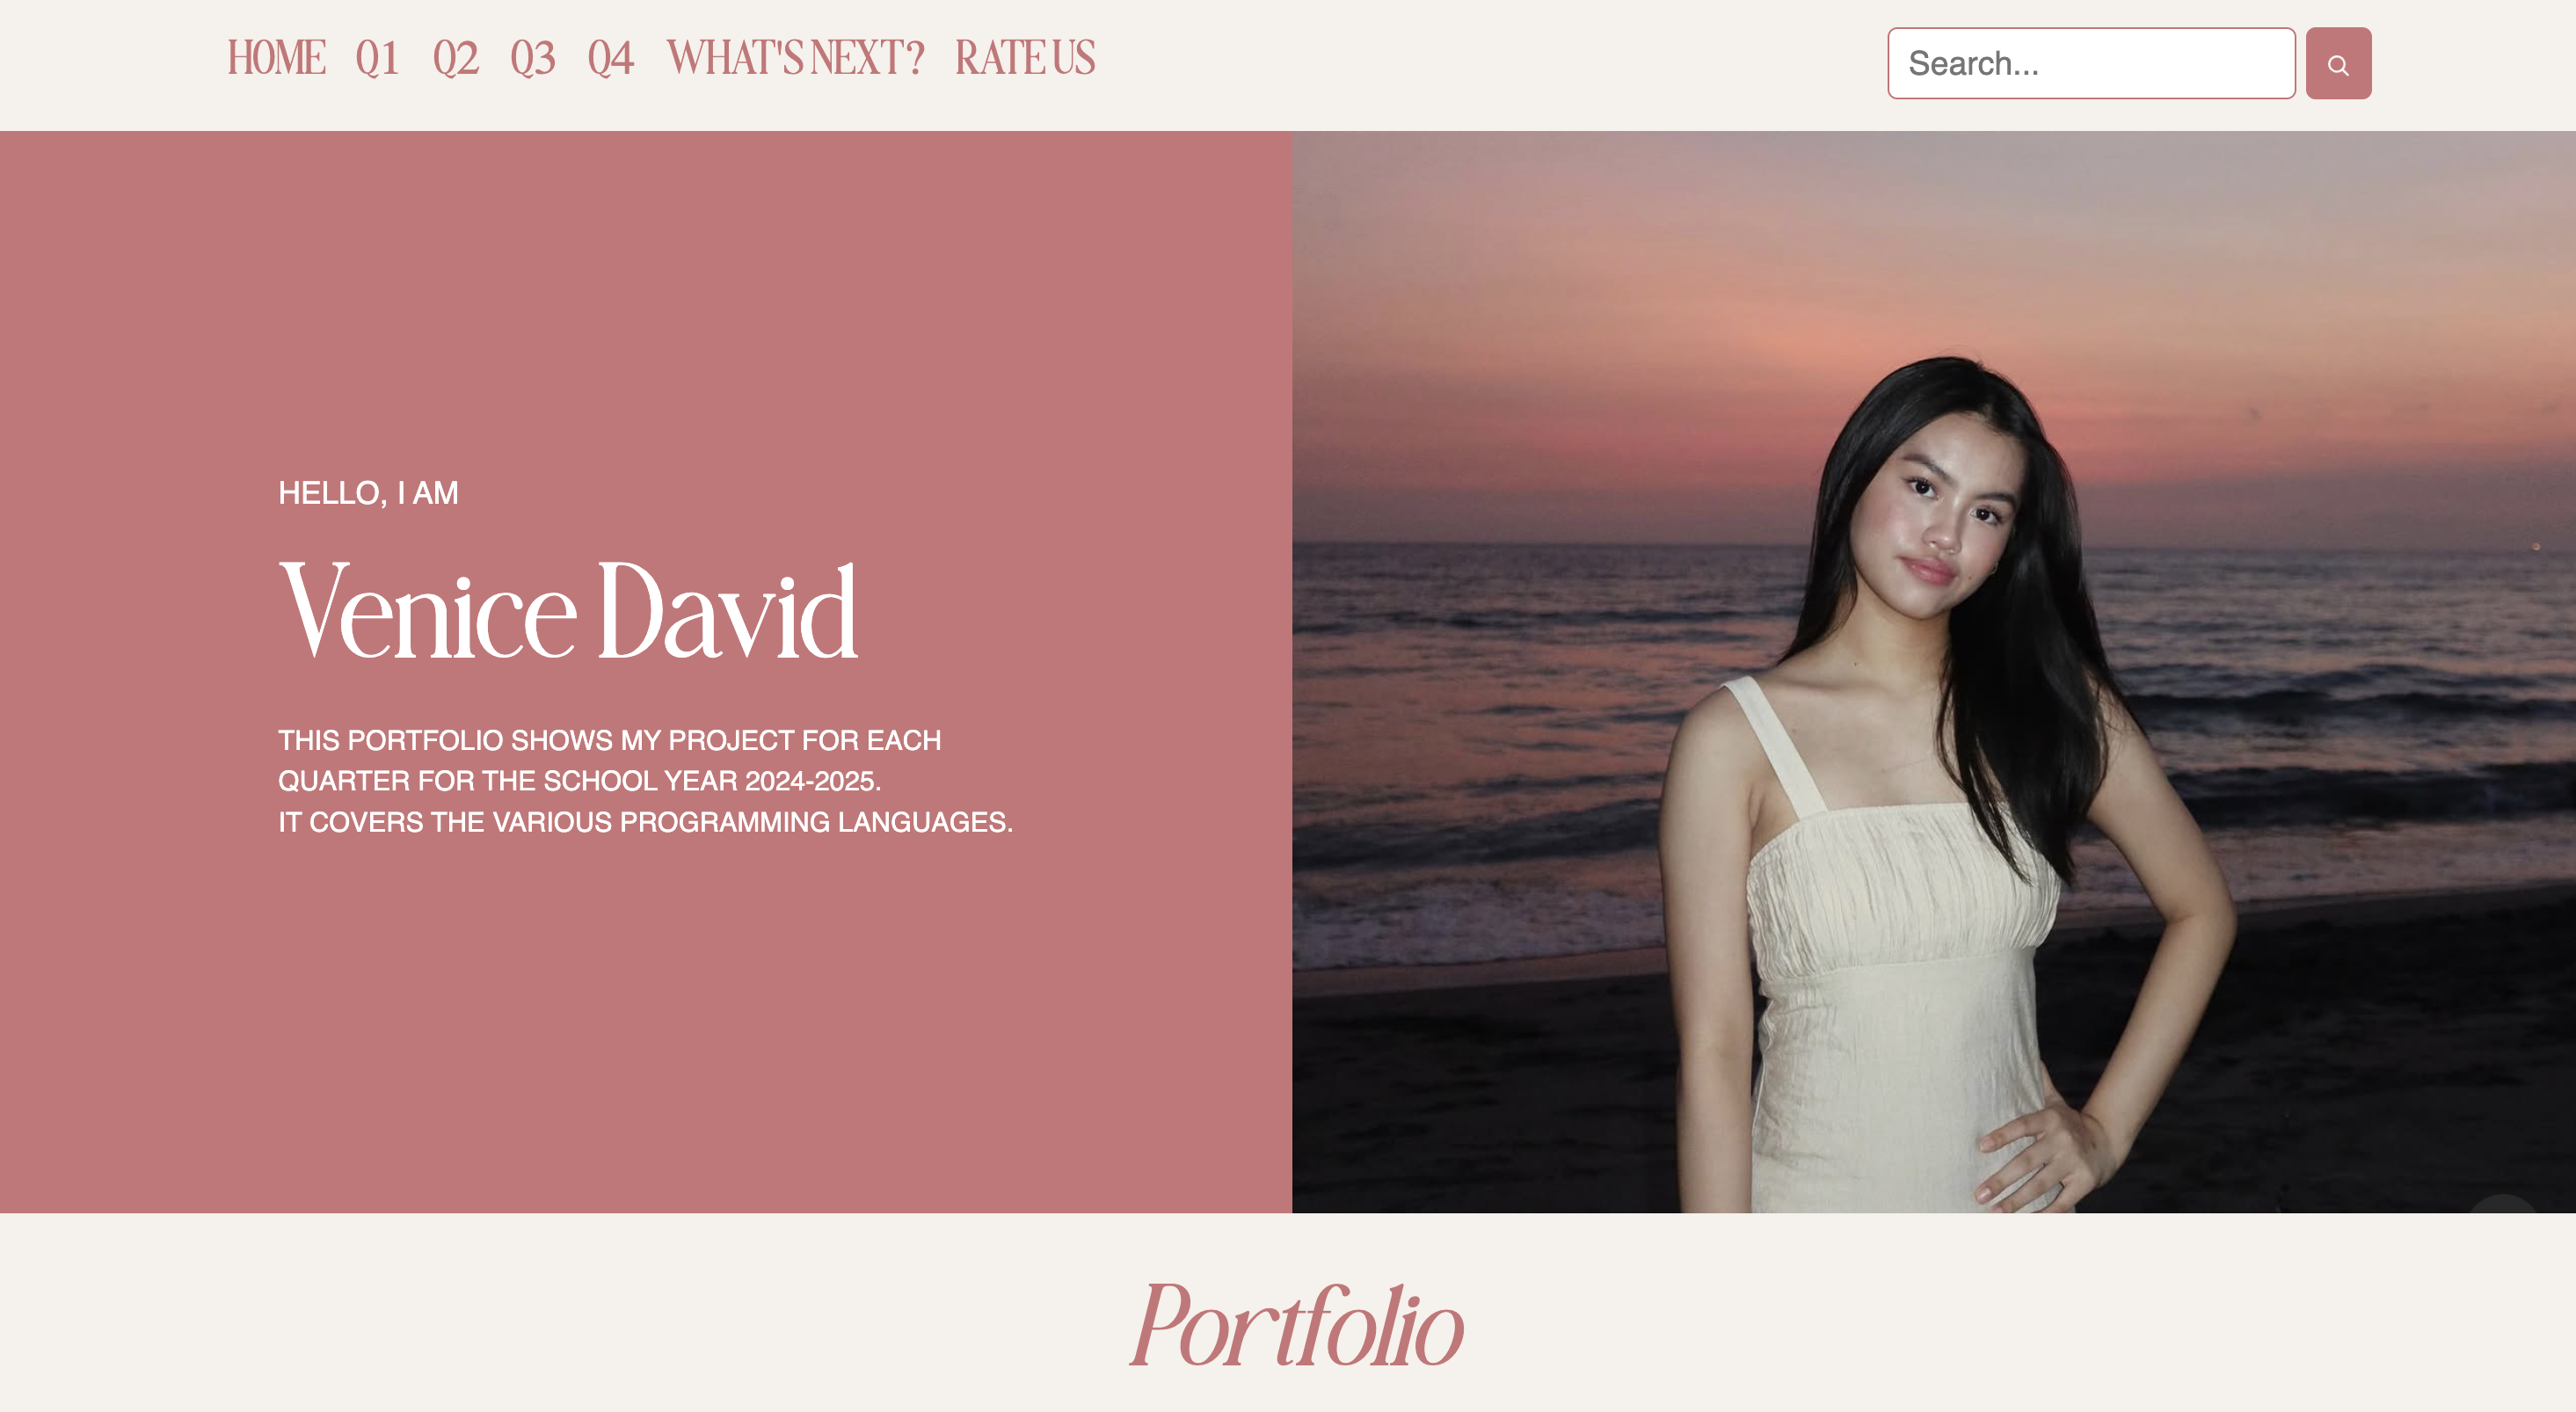 HOME Q1 Q2 Q3 Q4 WHAT'S NEXT? RATE US Search...
HELLO, I AM
Venice David
THIS PORTFOLIO SHOWS MY PROJECT FOR EACH
QUARTER FOR THE SCHOOL YEAR 2024-2025.
IT COVERS THE VARIOUS PROGRAMMING LANGUAGES.
Portfolio